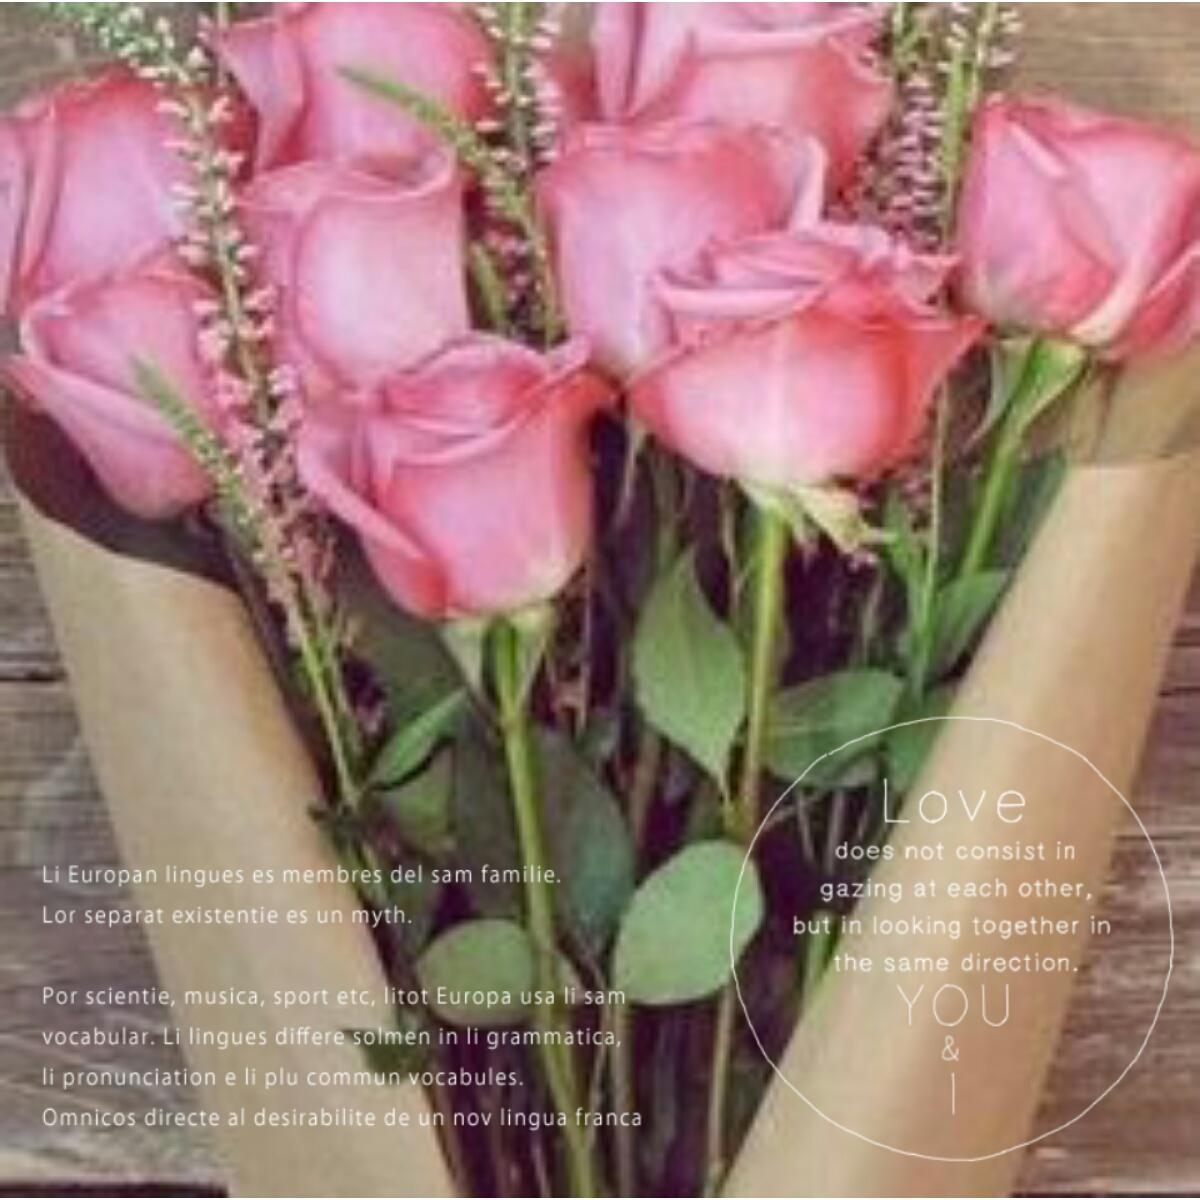 Li Europan lingues es membres del sam familie.
Lor separat existentie es un myth.
Por scientie, musica, sport etc, litot Europa usa li sam
vocabular. Li lingues differe solmen in li grammatica,
li pronunciation e li plu commun vocabules.
Omnicos directe al desirabilite de un nov lingua franca
Love
does not consist in
gazing at each other,
but in looking together in
the same direction.
YOU
&
I